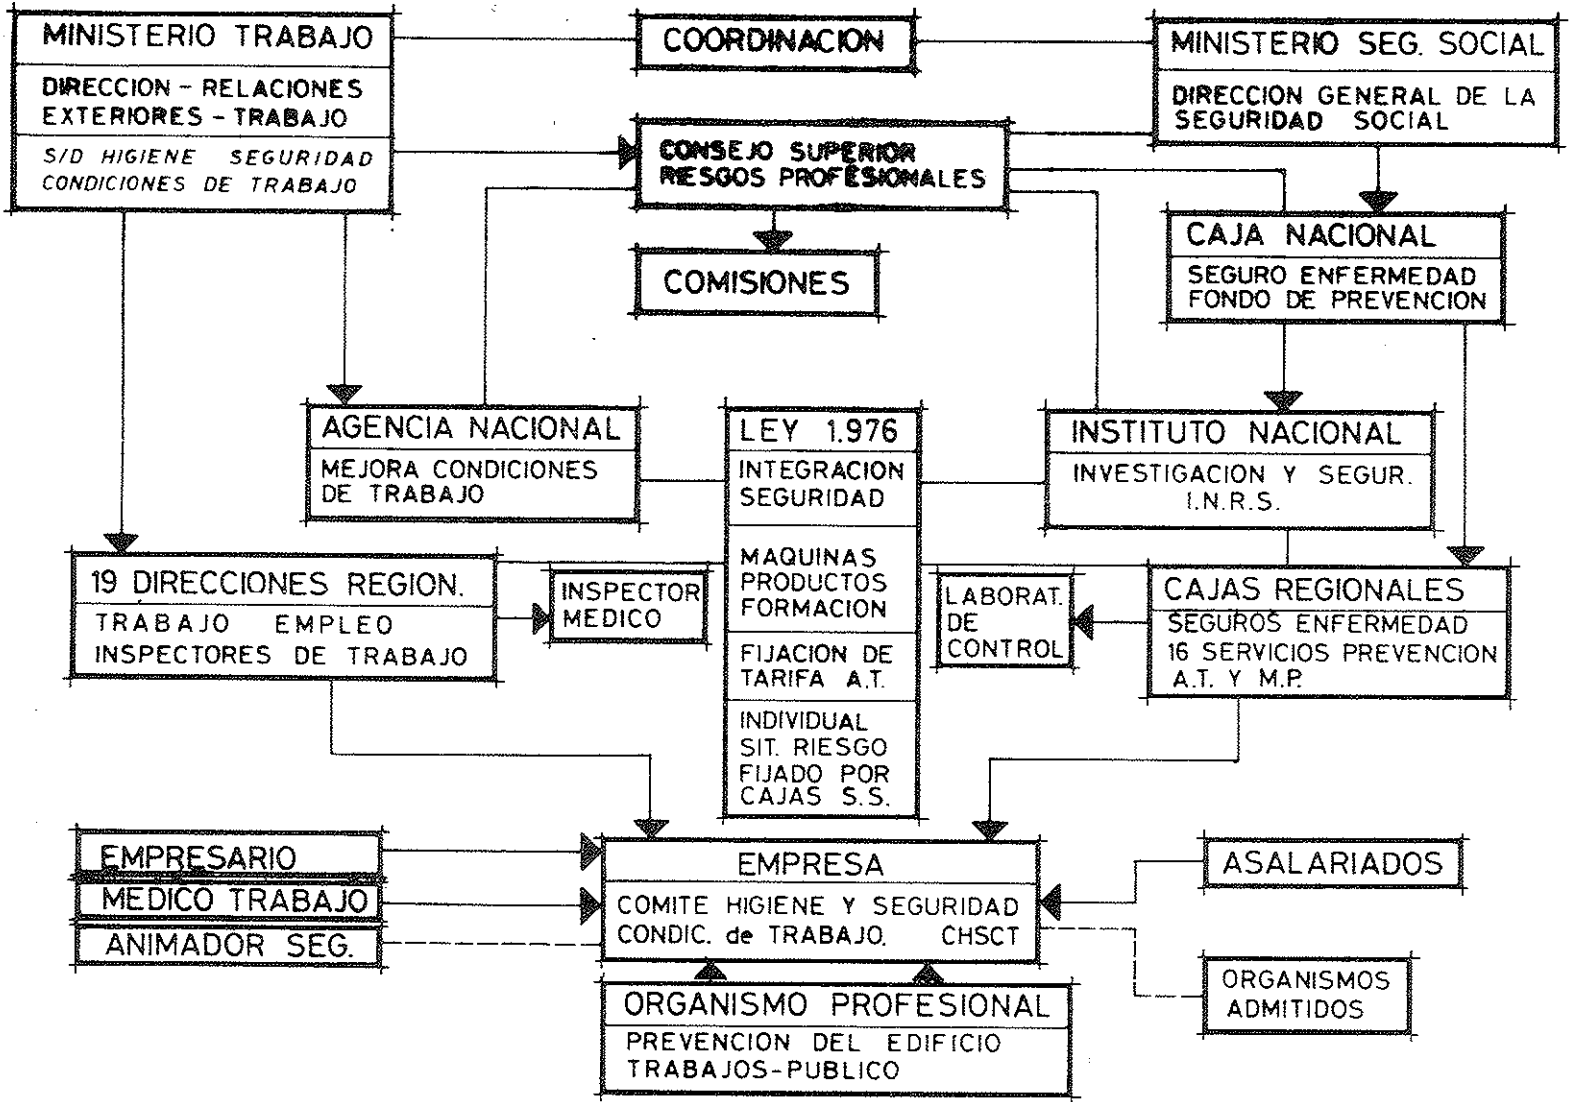 MINISTERIO TRABAJO
DIRECCION - RELACIONES
EXTERIORES - TRABAJO
S/D HIGIENE SEGURIDAD
CONDICIONES DE TRABAJO
COORDINACION
MINISTERIO SEG. SOCIAL
DIRECCION GENERAL DE LA
SEGURIDAD SOCIAL
CONSEJO SUPERIOR
RIESGOS PROFESIONALES
COMISIONES
CAJA NACIONAL
SEGURO ENFERMEDAD
FONDO DE PREVENCION
AGENCIA NACIONAL
MEJORA CONDICIONES
DE TRABAJO
LEY 1.976
INTEGRACION
SEGURIDAD
MAQUINAS
PRODUCTOS
FORMACION
FIJACION DE
TARIFA A.T.
INDIVIDUAL
SIT. RIESGO
FIJADO POR
CAJAS S.S.
INSTITUTO NACIONAL
INVESTIGACION Y SEGUR.
I.N.R.S.
19 DIRECCIONES REGION.
TRABAJO EMPLEO
INSPECTORES DE TRABAJO
INSPECTOR
MEDICO
LABORAT.
DE
CONTROL
CAJAS REGIONALES
SEGUROS ENFERMEDAD
16 SERVICIOS PREVENCION
A.T. Y M.P.
EMPRESARIO
MEDICO TRABAJO
ANIMADOR SEG.
EMPRESA
COMITE HIGIENE Y SEGURIDAD
CONDIC. de TRABAJO. CHSCT
ASALARIADOS
ORGANISMOS
ADMITIDOS
ORGANISMO PROFESIONAL
PREVENCION DEL EDIFICIO
TRABAJOS-PUBLICO